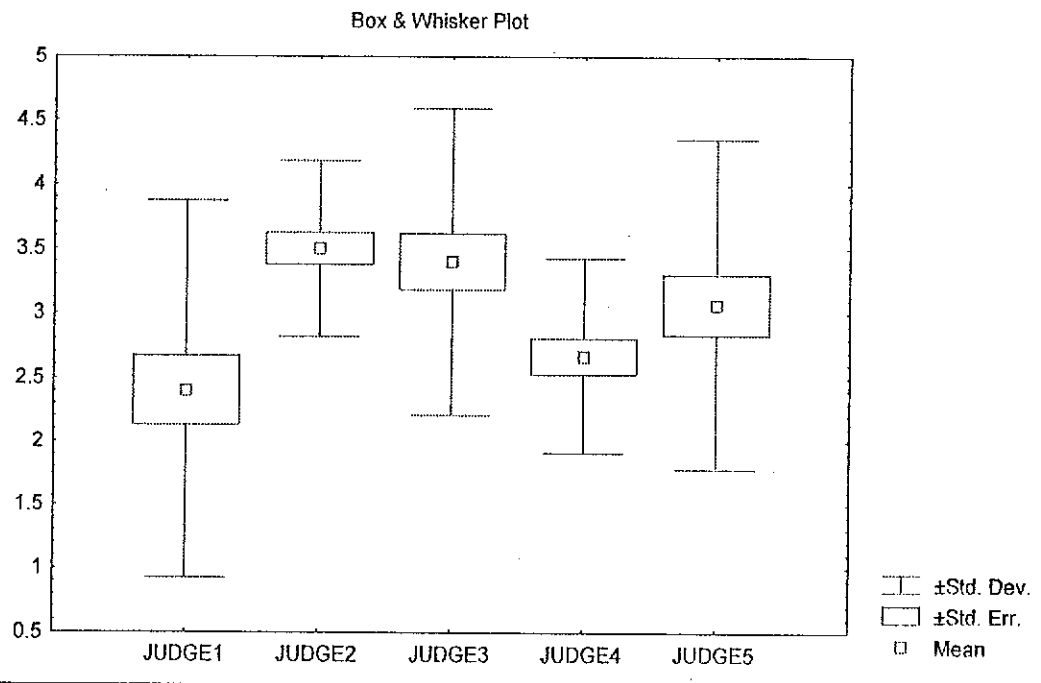 Box & Whisker Plot
5
4.5
4
3.5
3
2.5
2
1.5
1
0.5
JUDGE1 JUDGE2 JUDGE3 JUDGE4 JUDGE5
±Std. Dev.
±Std. Err.
Mean